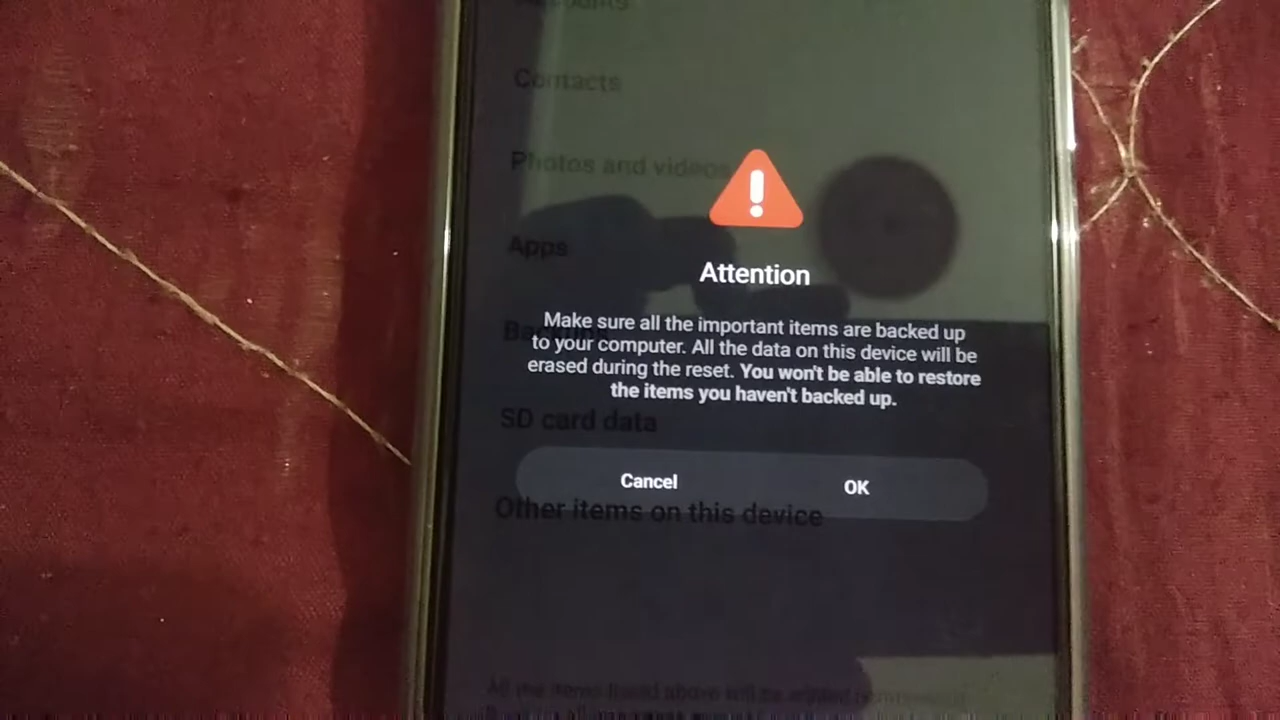 Accounts
Contacts
Photos and videos
Apps
Attention
Make sure all the important items are backed up
to your computer. All the data on this device will be
erased during the reset. You won't be able to restore
the items you haven't backed up.
SD card data
Cancel
OK
Other items on this device